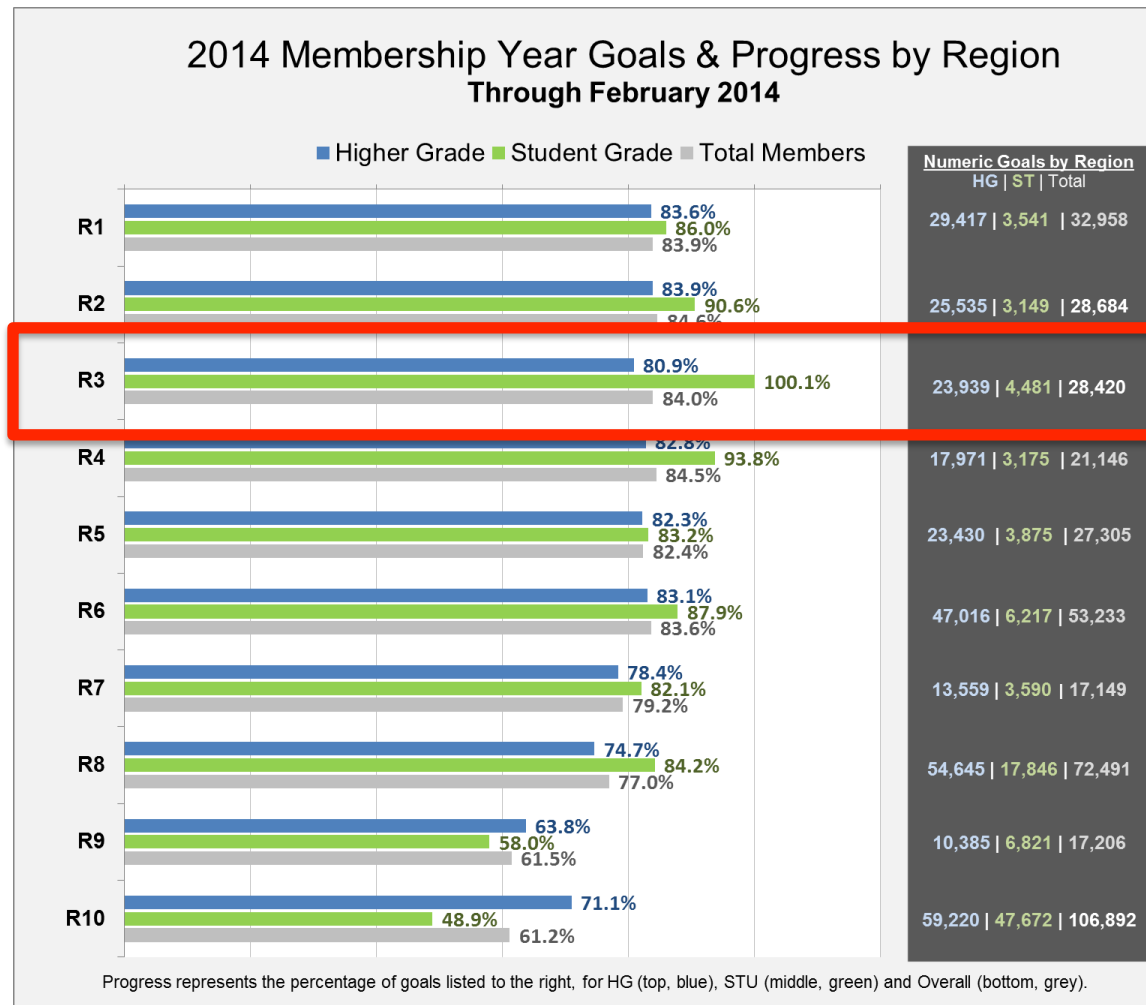 2014 Membership Year Goals & Progress by Region
Through February 2014
Higher Grade Student Grade Total Members
Numeric Goals by Region
HG | ST | Total
R1
83.6%
86.0%
83.9%
29,417 | 3,541 | 32,958
R2
83.9%
90.6%
84.6%
25,535 | 3,149 | 28,684
R3
80.9%
100.1%
84.0%
23,939 | 4,481 | 28,420
R4
82.8%
93.8%
84.5%
17,971 | 3,175 | 21,146
R5
82.3%
83.2%
82.4%
23,430 | 3,875 | 27,305
R6
83.1%
87.9%
83.6%
47,016 | 6,217 | 53,233
R7
78.4%
82.1%
79.2%
13,559 | 3,590 | 17,149
R8
74.7%
84.2%
77.0%
54,645 | 17,846 | 72,491
R9
63.8%
58.0%
61.5%
10,385 | 6,821 | 17,206
R10
71.1%
48.9%
61.2%
59,220 | 47,672 | 106,892
Progress represents the percentage of goals listed to the right, for HG (top, blue), STU (middle, green) and Overall (bottom, grey).